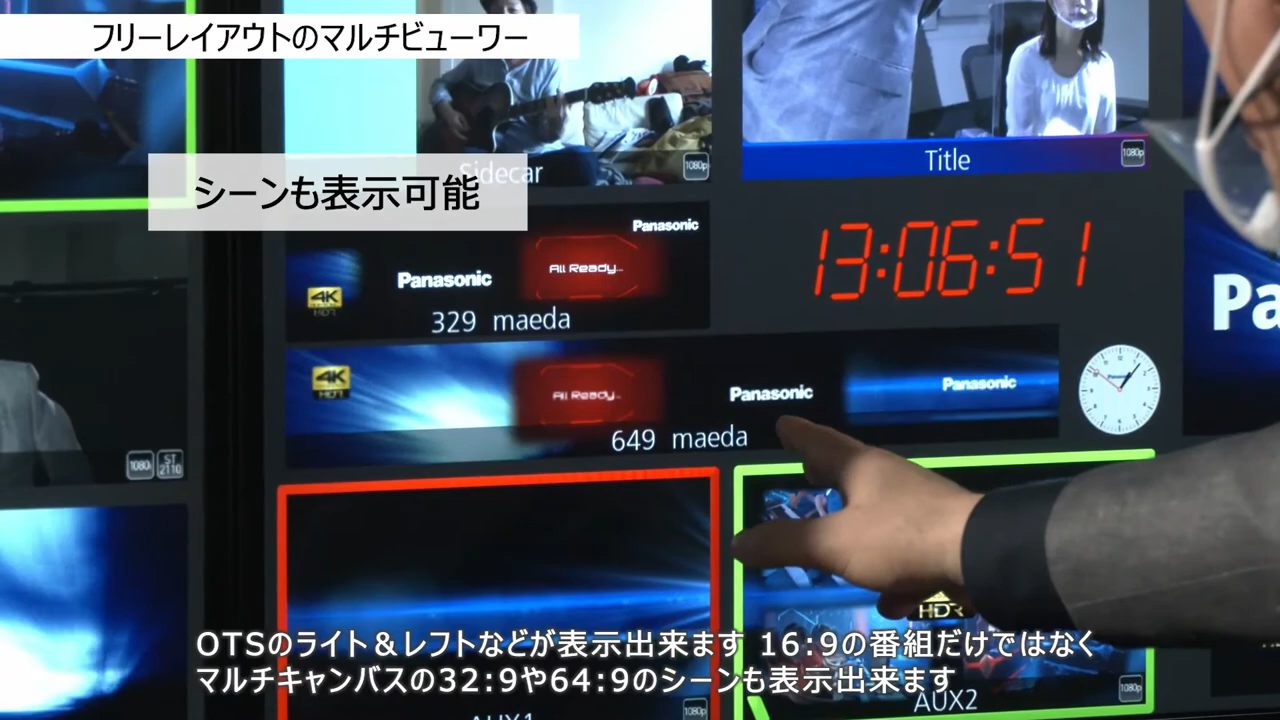 フリーレイアウトのマルチビューワー
シーンも表示可能
Sidecar
1080p
Title
1080p
13:06:51
Panasonic
All Ready...
Panasonic
4K
HDR
329 maeda
4K
HDR
All Ready...
Panasonic
Panasonic
649 maeda
Pa
1080i
ST
2110
HDR
OTSのライト＆レフトなどが表示出来ます 16:9の番組だけではなく
マルチキャンバスの32:9や64:9のシーンも表示出来ます
AUX1
1080p
AUX2
1080p